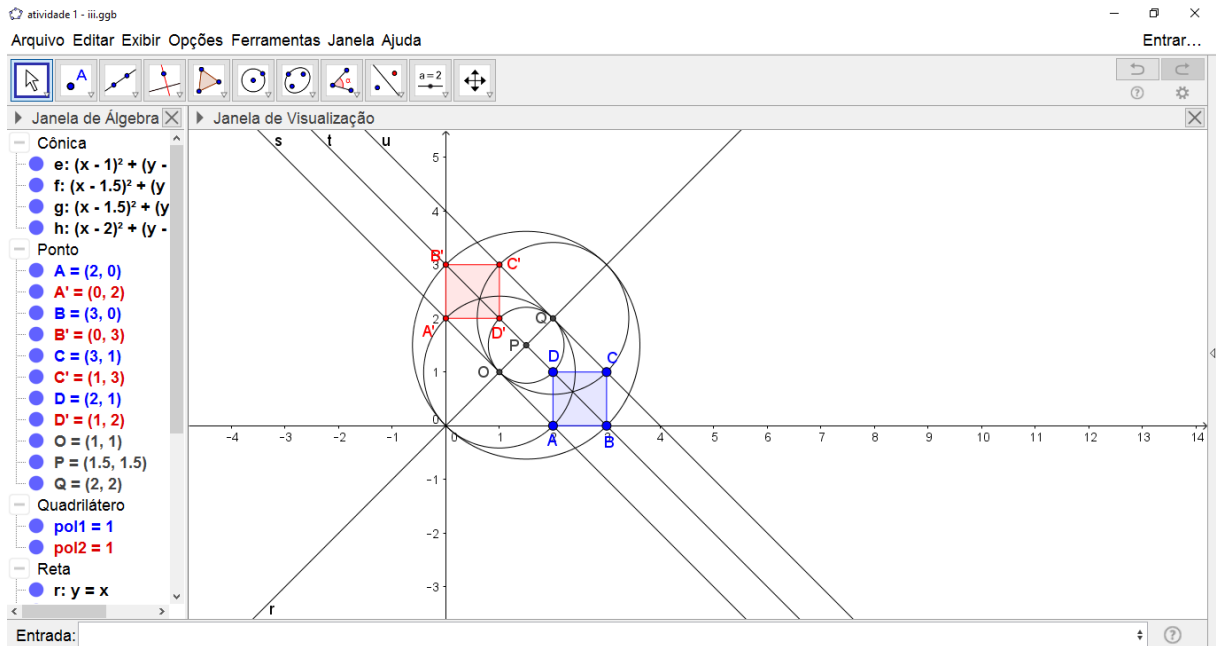 atividade 1 - iii.ggb
Arquivo Editar Exibir Opções Ferramentas Janela Ajuda
Entrar…
A
α
a = 2
Janela de Álgebra
Janela de Visualização
Cônica
e: (x - 1)² + (y -
f: (x - 1.5)² + (y
g: (x - 1.5)² + (y
h: (x - 2)² + (y -
Ponto
A = (2, 0)
A' = (0, 2)
B = (3, 0)
B' = (0, 3)
C = (3, 1)
C' = (1, 3)
D = (2, 1)
D' = (1, 2)
O = (1, 1)
P = (1.5, 1.5)
Q = (2, 2)
Quadrilátero
pol1 = 1
pol2 = 1
Reta
r: y = x
s t u
5
4
B' 3 C'
A' 2 D' Q
P
D C
O 1
0
-4 -3 -2 -1 0 1 2 3 4 5 6 7 8 9 10 11 12 13 14
A B
-1
-2
-3
r
Entrada: